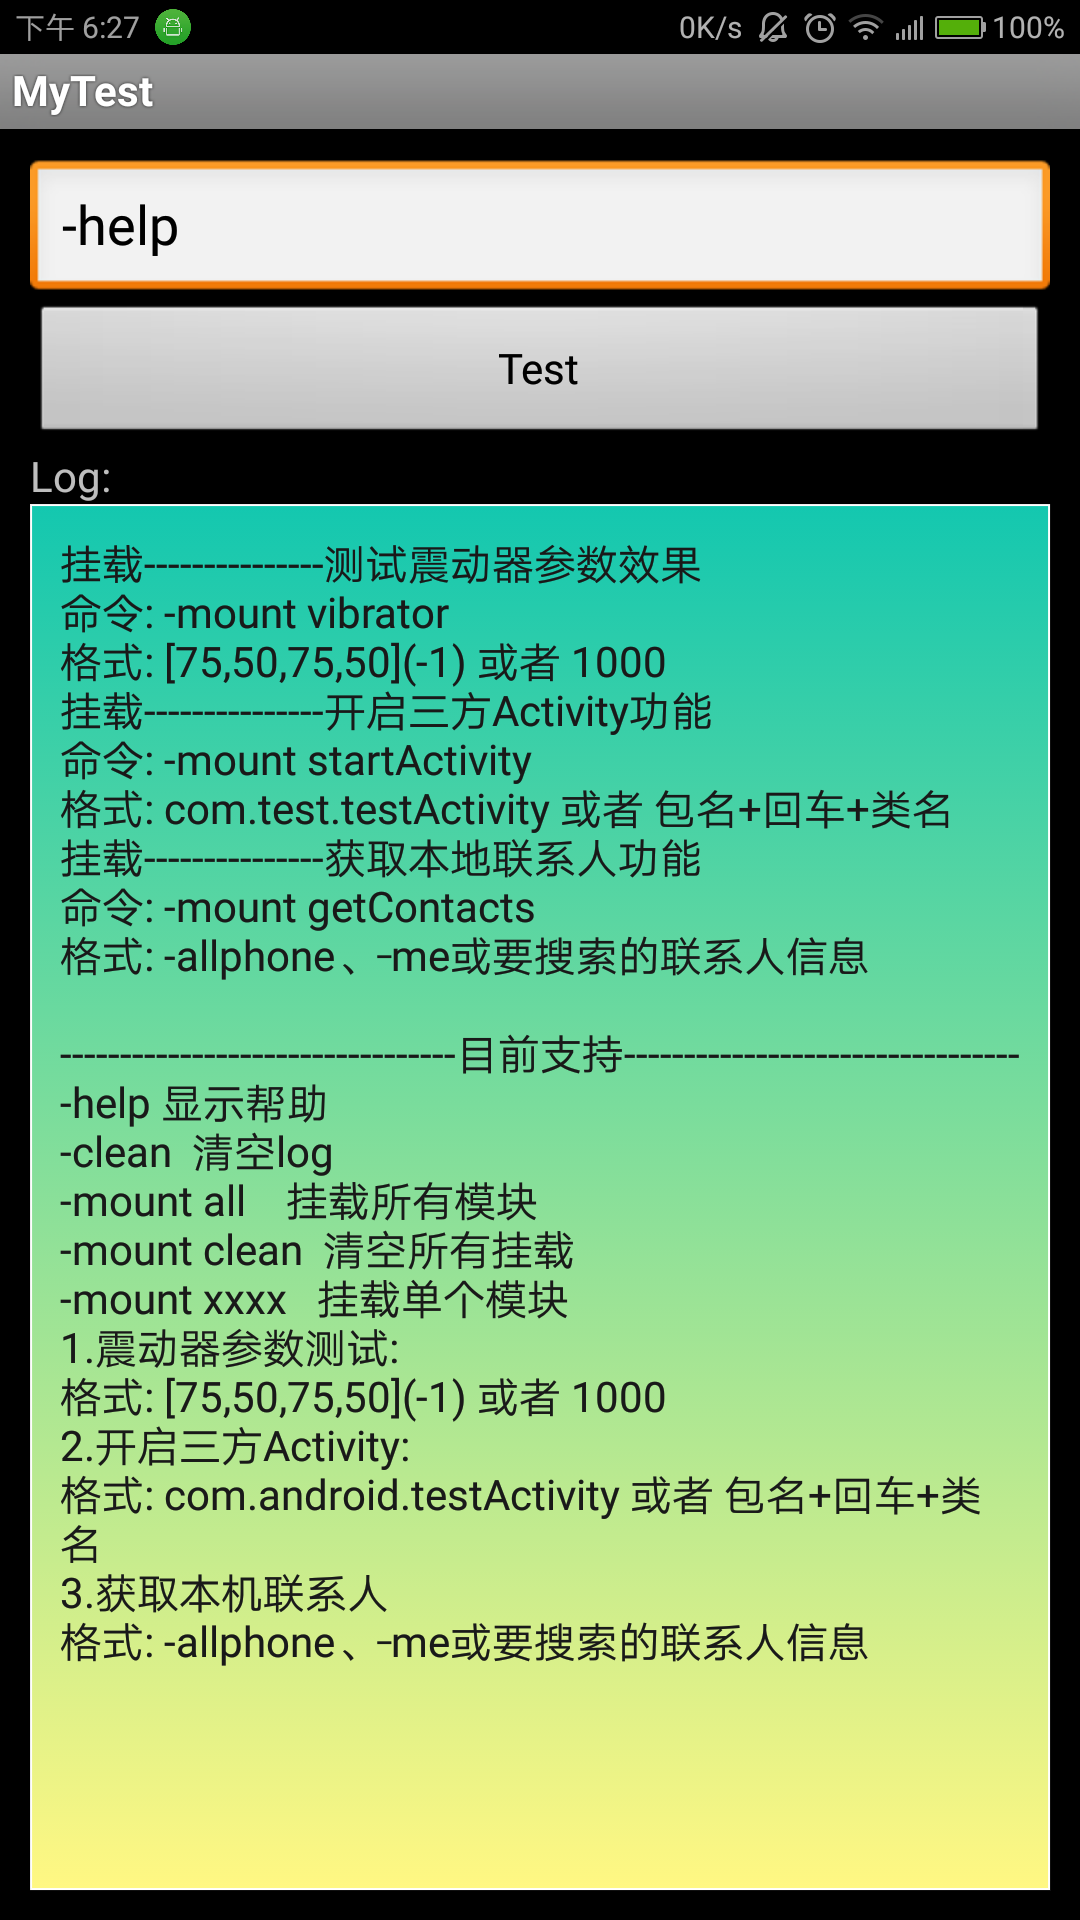 下午 6:27
0K/s
100%
MyTest
-help
Test
Log:
挂载---------------测试震动器参数效果
命令: -mount vibrator
格式: [75,50,75,50](-1) 或者 1000
挂载---------------开启三方Activity功能
命令: -mount startActivity
格式: com.test.testActivity 或者 包名+回车+类名
挂载---------------获取本地联系人功能
命令: -mount getContacts
格式: -allphone、-me或要搜索的联系人信息
---------------------------------目前支持---------------------------------
-help 显示帮助
-clean  清空log
-mount all    挂载所有模块
-mount clean  清空所有挂载
-mount xxxx   挂载单个模块
1.震动器参数测试:
格式: [75,50,75,50](-1) 或者 1000
2.开启三方Activity:
格式: com.android.testActivity 或者 包名+回车+类
名
3.获取本机联系人
格式: -allphone、-me或要搜索的联系人信息